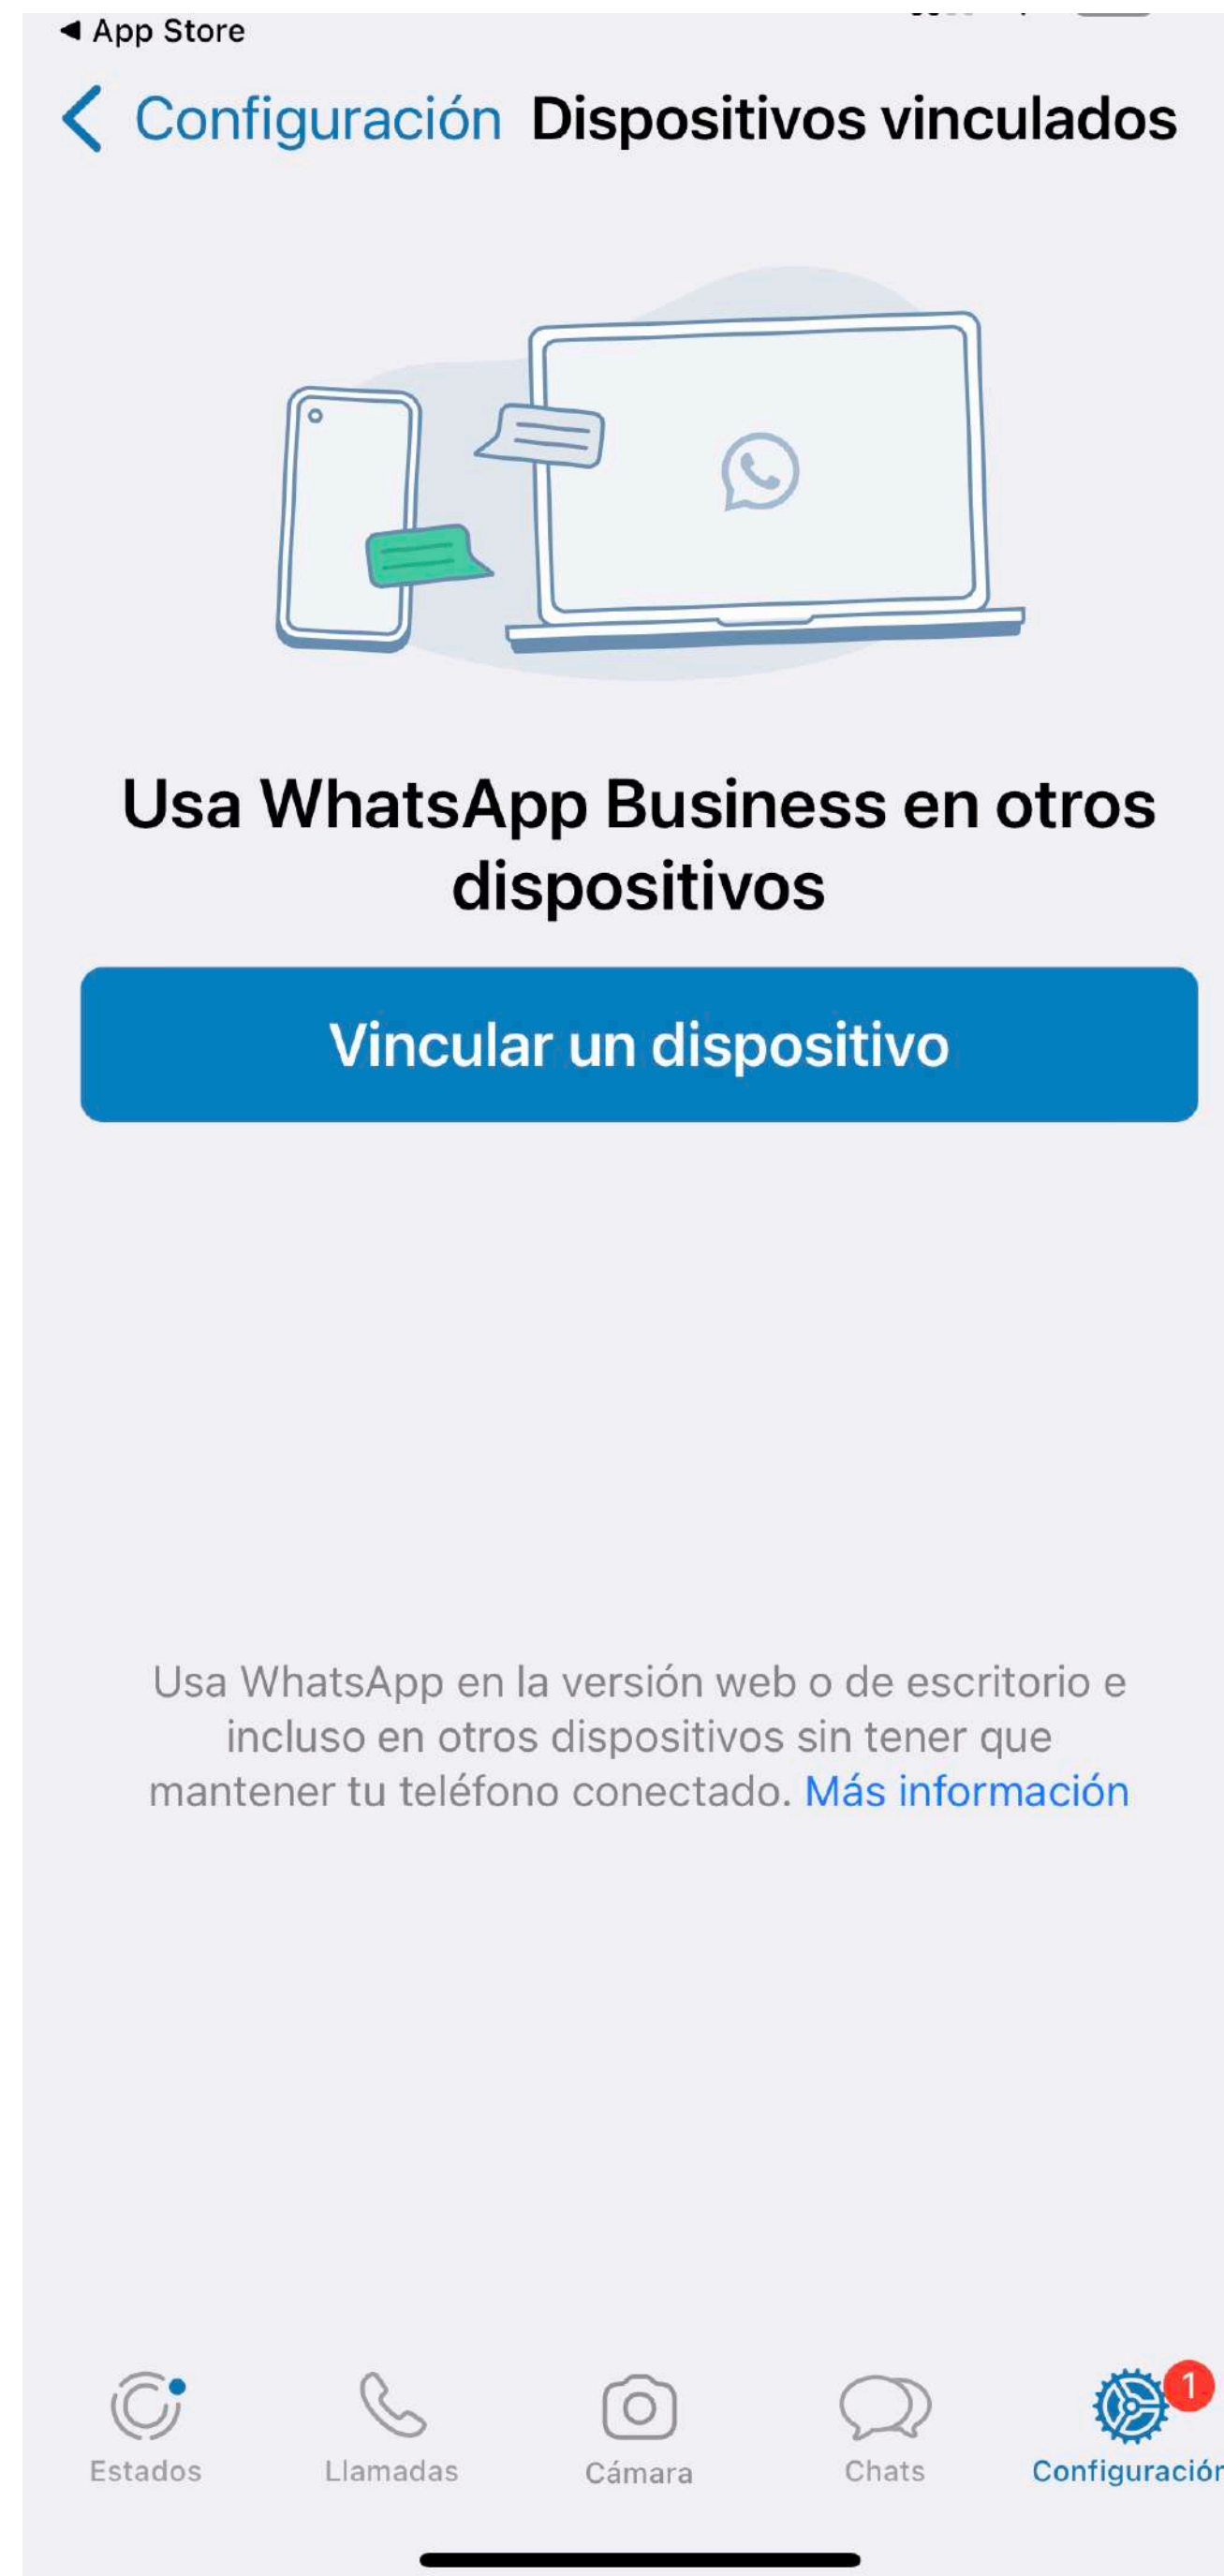 ◀ App Store
Configuración Dispositivos vinculados
Usa WhatsApp Business en otros
dispositivos
Vincular un dispositivo
Usa WhatsApp en la versión web o de escritorio e
incluso en otros dispositivos sin tener que
mantener tu teléfono conectado. Más información
1
Estados Llamadas Cámara Chats Configuración